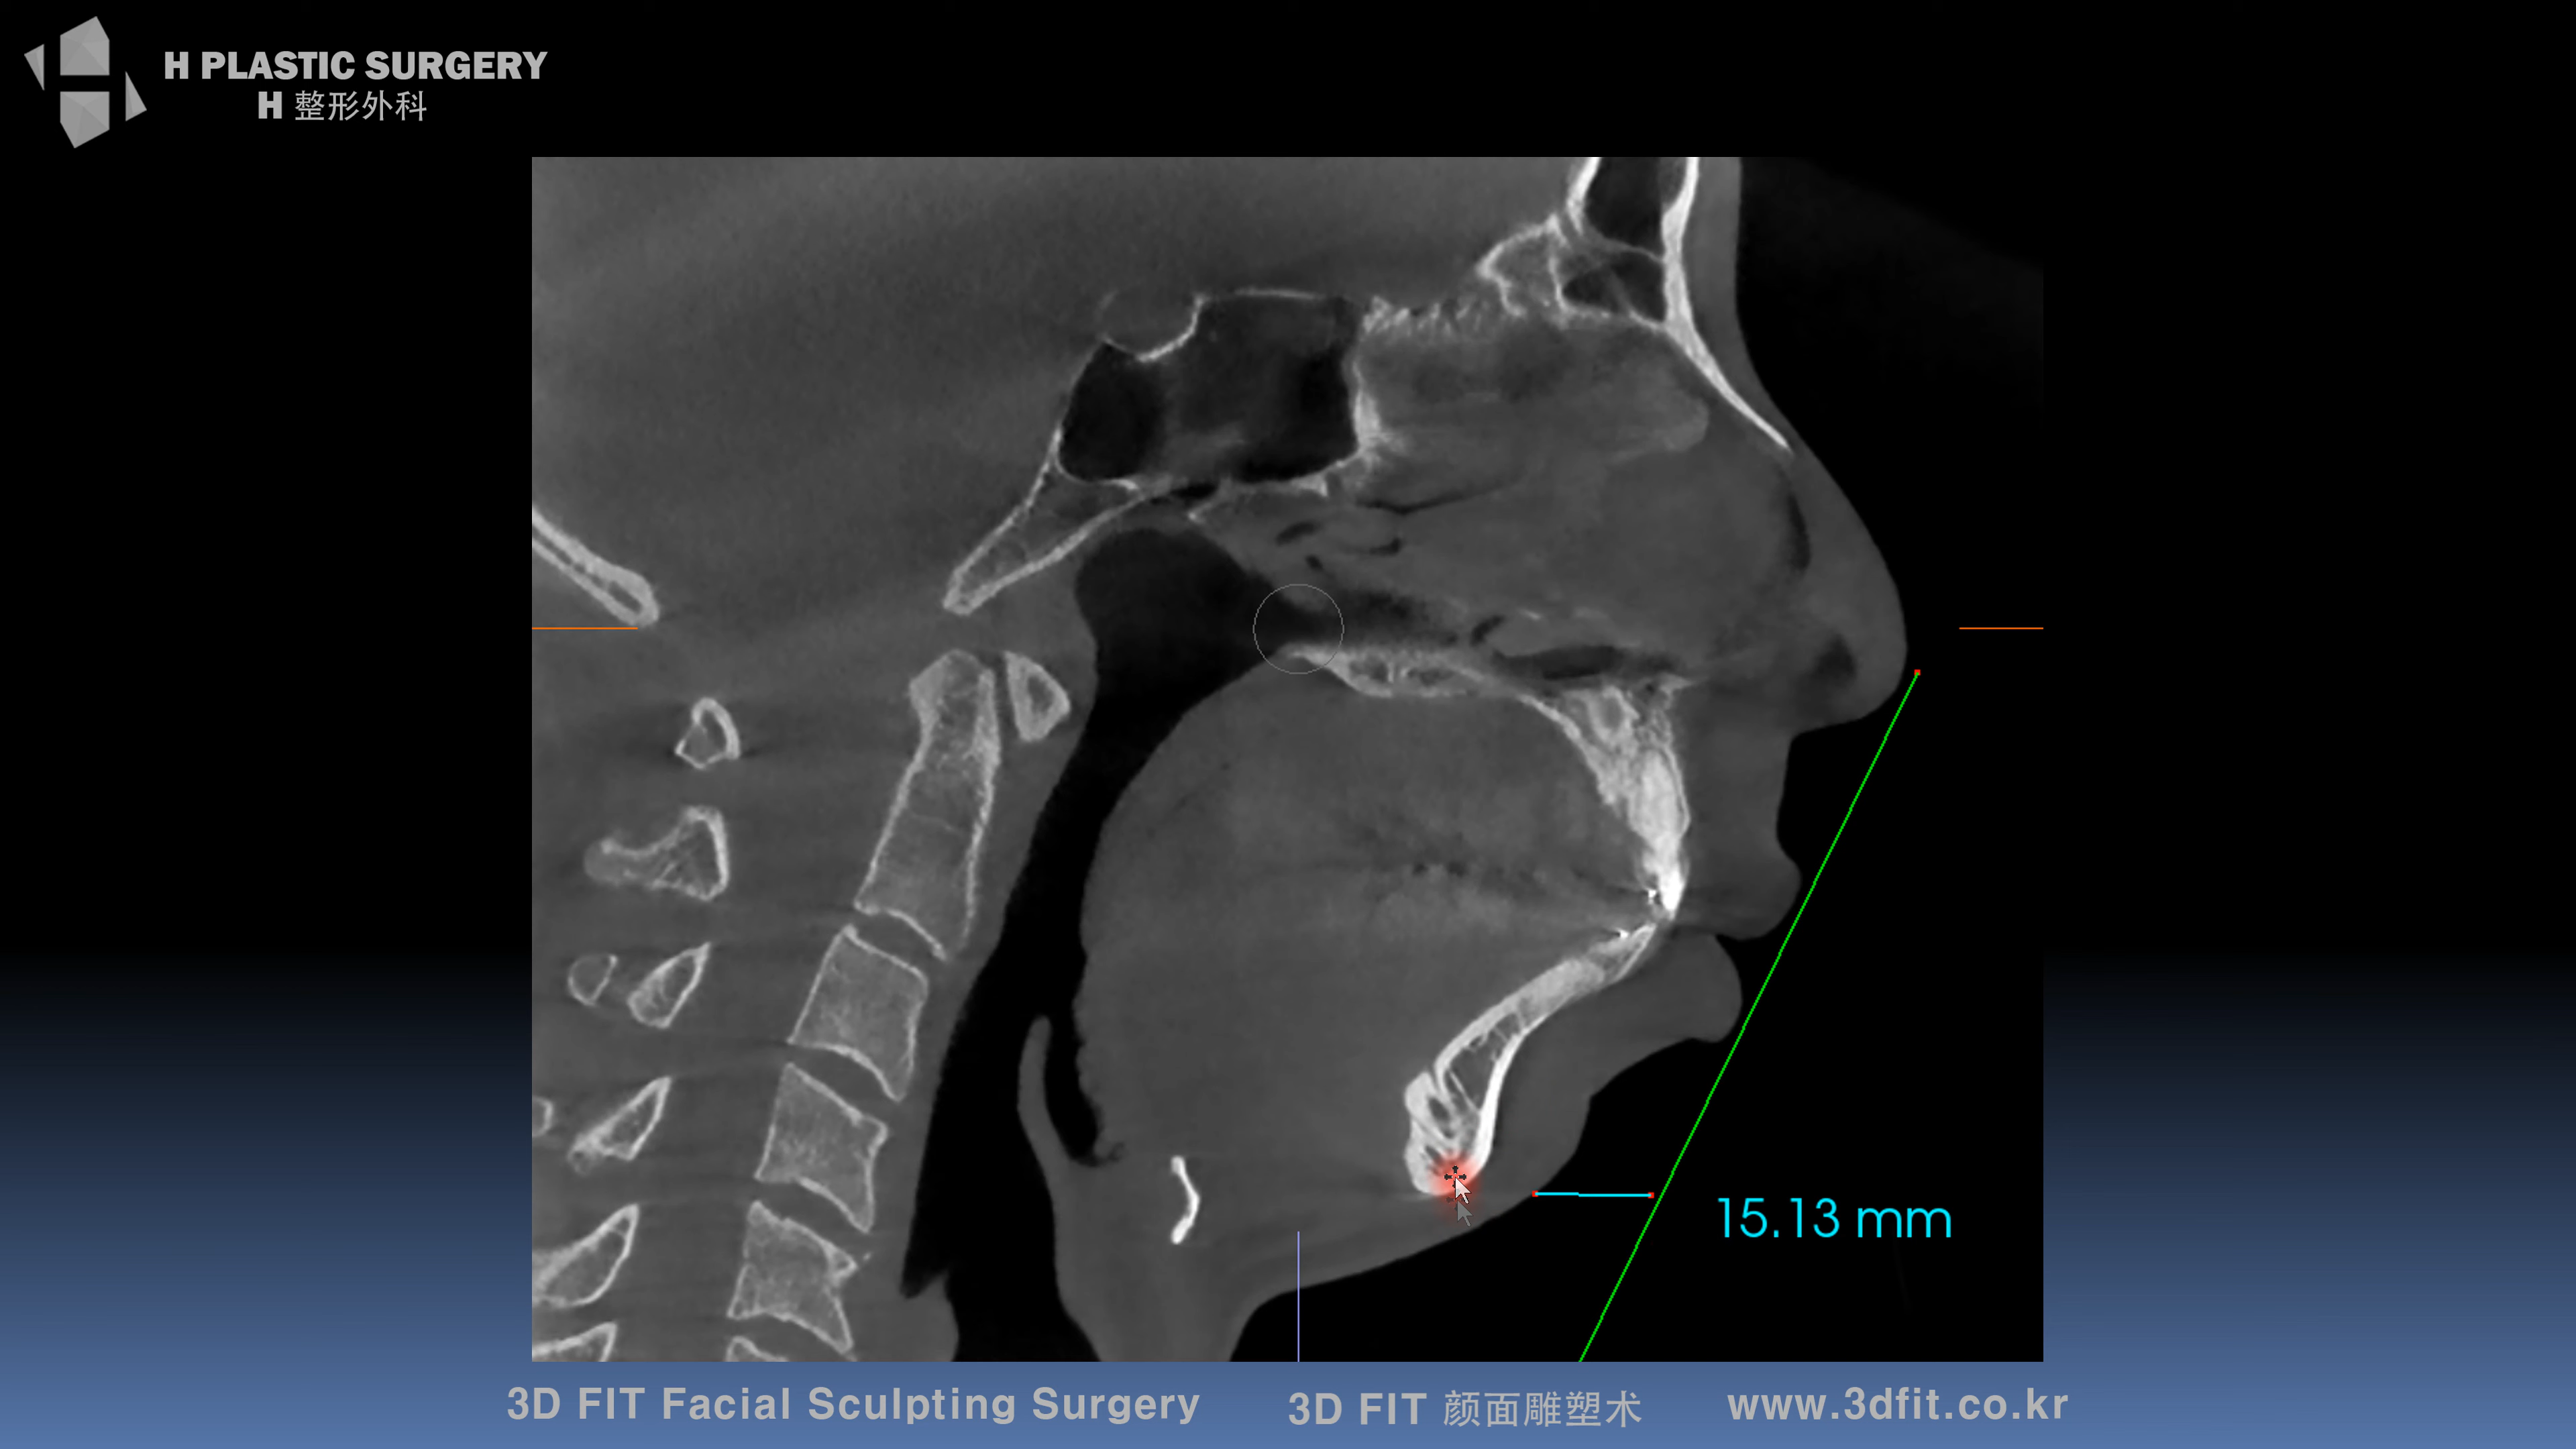 H PLASTIC SURGERY
H 整形外科
15.13 mm
3D FIT Facial Sculpting Surgery
3D FIT 颜面雕塑术
www.3dfit.co.kr